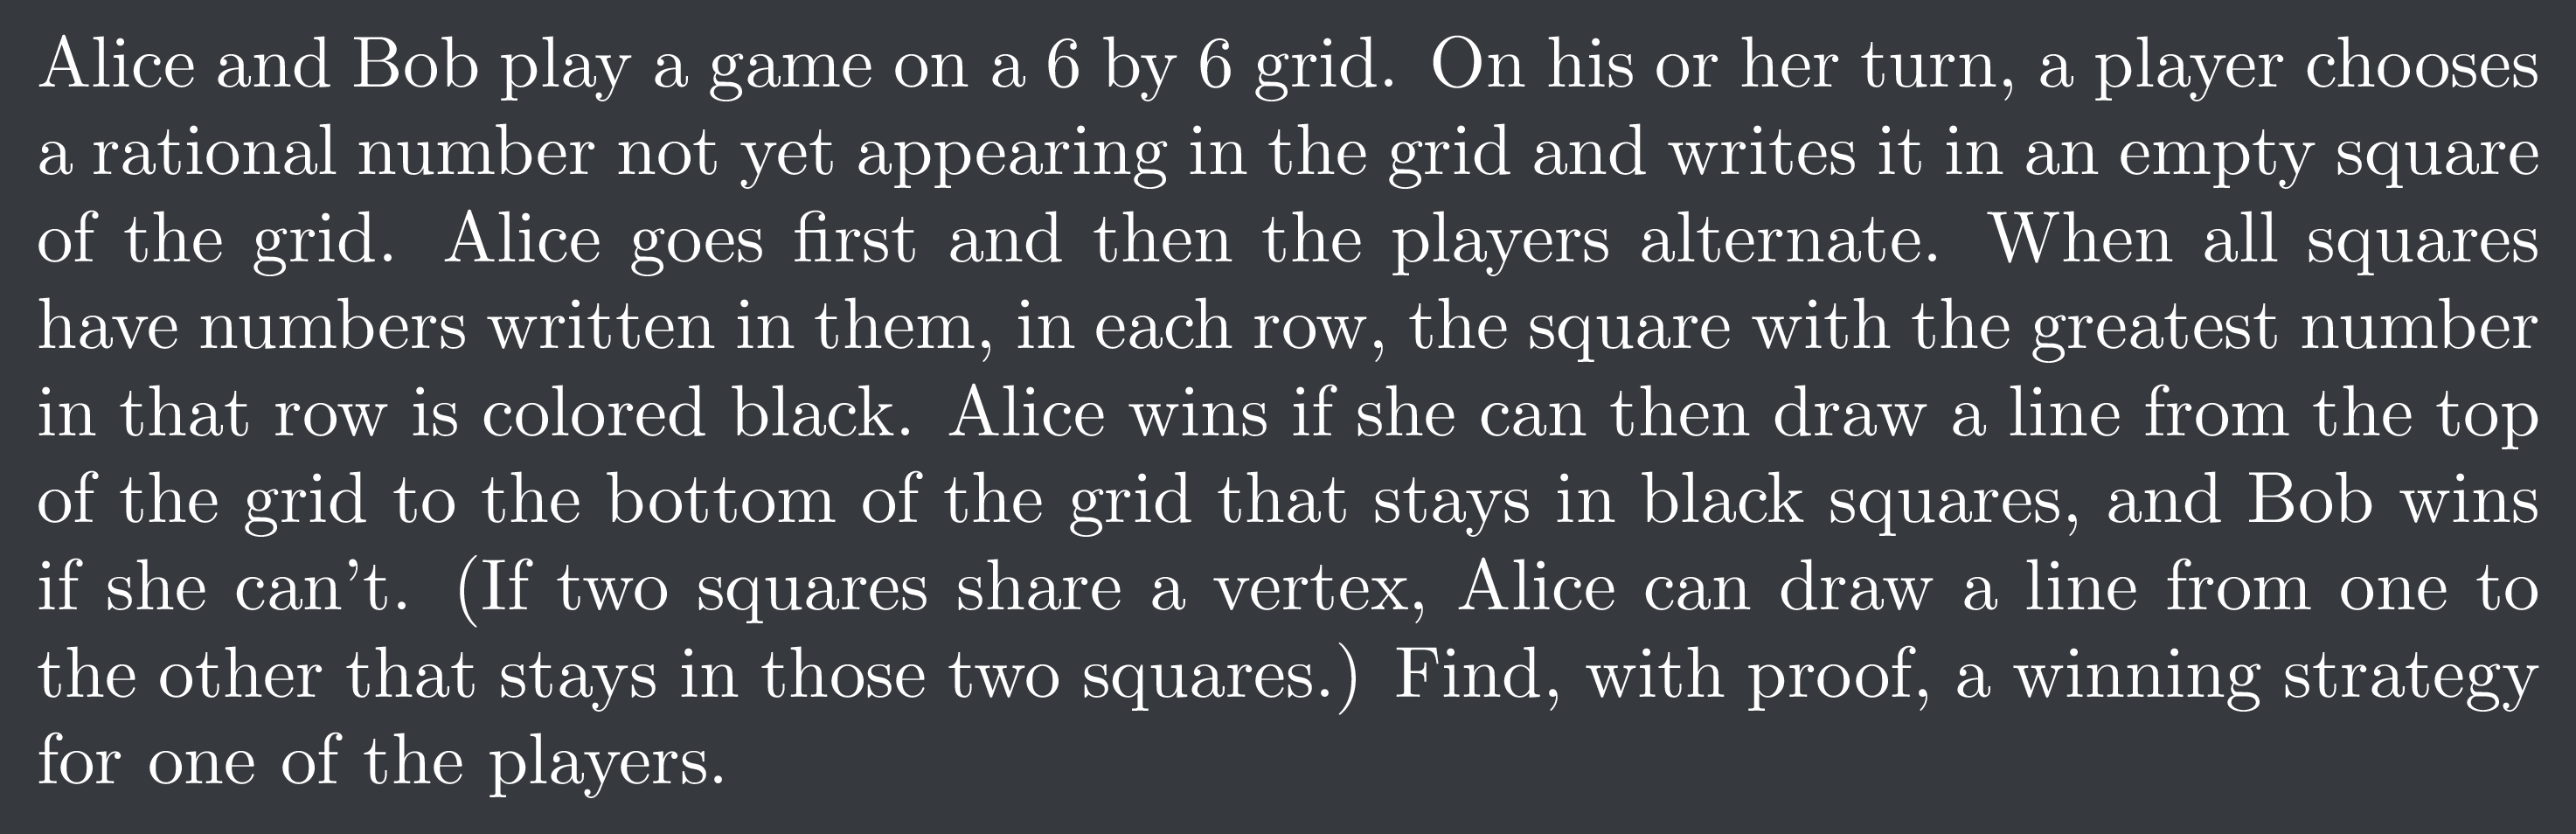 Alice and Bob play a game on a 6 by 6 grid. On his or her turn, a player chooses
a rational number not yet appearing in the grid and writes it in an empty square
of the grid. Alice goes first and then the players alternate. When all squares
have numbers written in them, in each row, the square with the greatest number
in that row is colored black. Alice wins if she can then draw a line from the top
of the grid to the bottom of the grid that stays in black squares, and Bob wins
if she can't. (If two squares share a vertex, Alice can draw a line from one to
the other that stays in those two squares.) Find, with proof, a winning strategy
for one of the players.